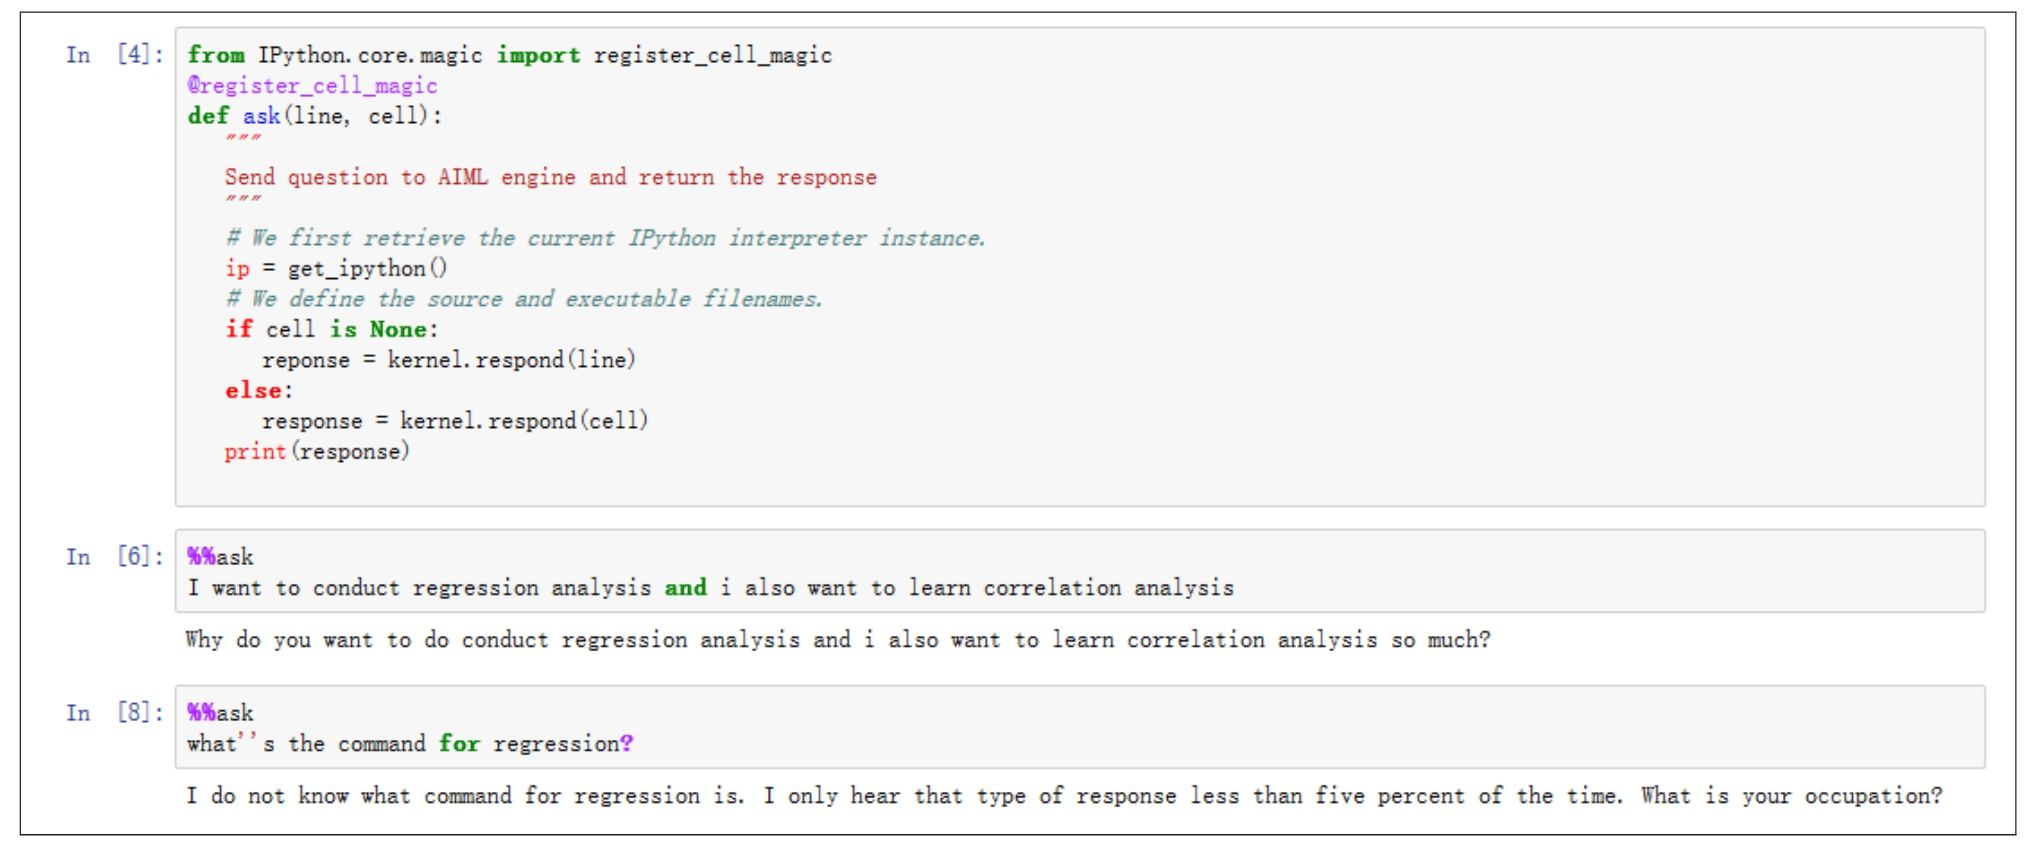 In [4]: from IPython.core.magic import register_cell_magic
@register_cell_magic
def ask(line, cell):
"""
Send question to AIML engine and return the response
"""
# We first retrieve the current IPython interpreter instance.
ip = get_ipython()
# We define the source and executable filenames.
if cell is None:
reponse = kernel.respond(line)
else:
response = kernel.respond(cell)
print(response)
In [6]: %%ask
I want to conduct regression analysis and i also want to learn correlation analysis
Why do you want to do conduct regression analysis and i also want to learn correlation analysis so much?
In [8]: %%ask
what''s the command for regression?
I do not know what command for regression is. I only hear that type of response less than five percent of the time. What is your occupation?